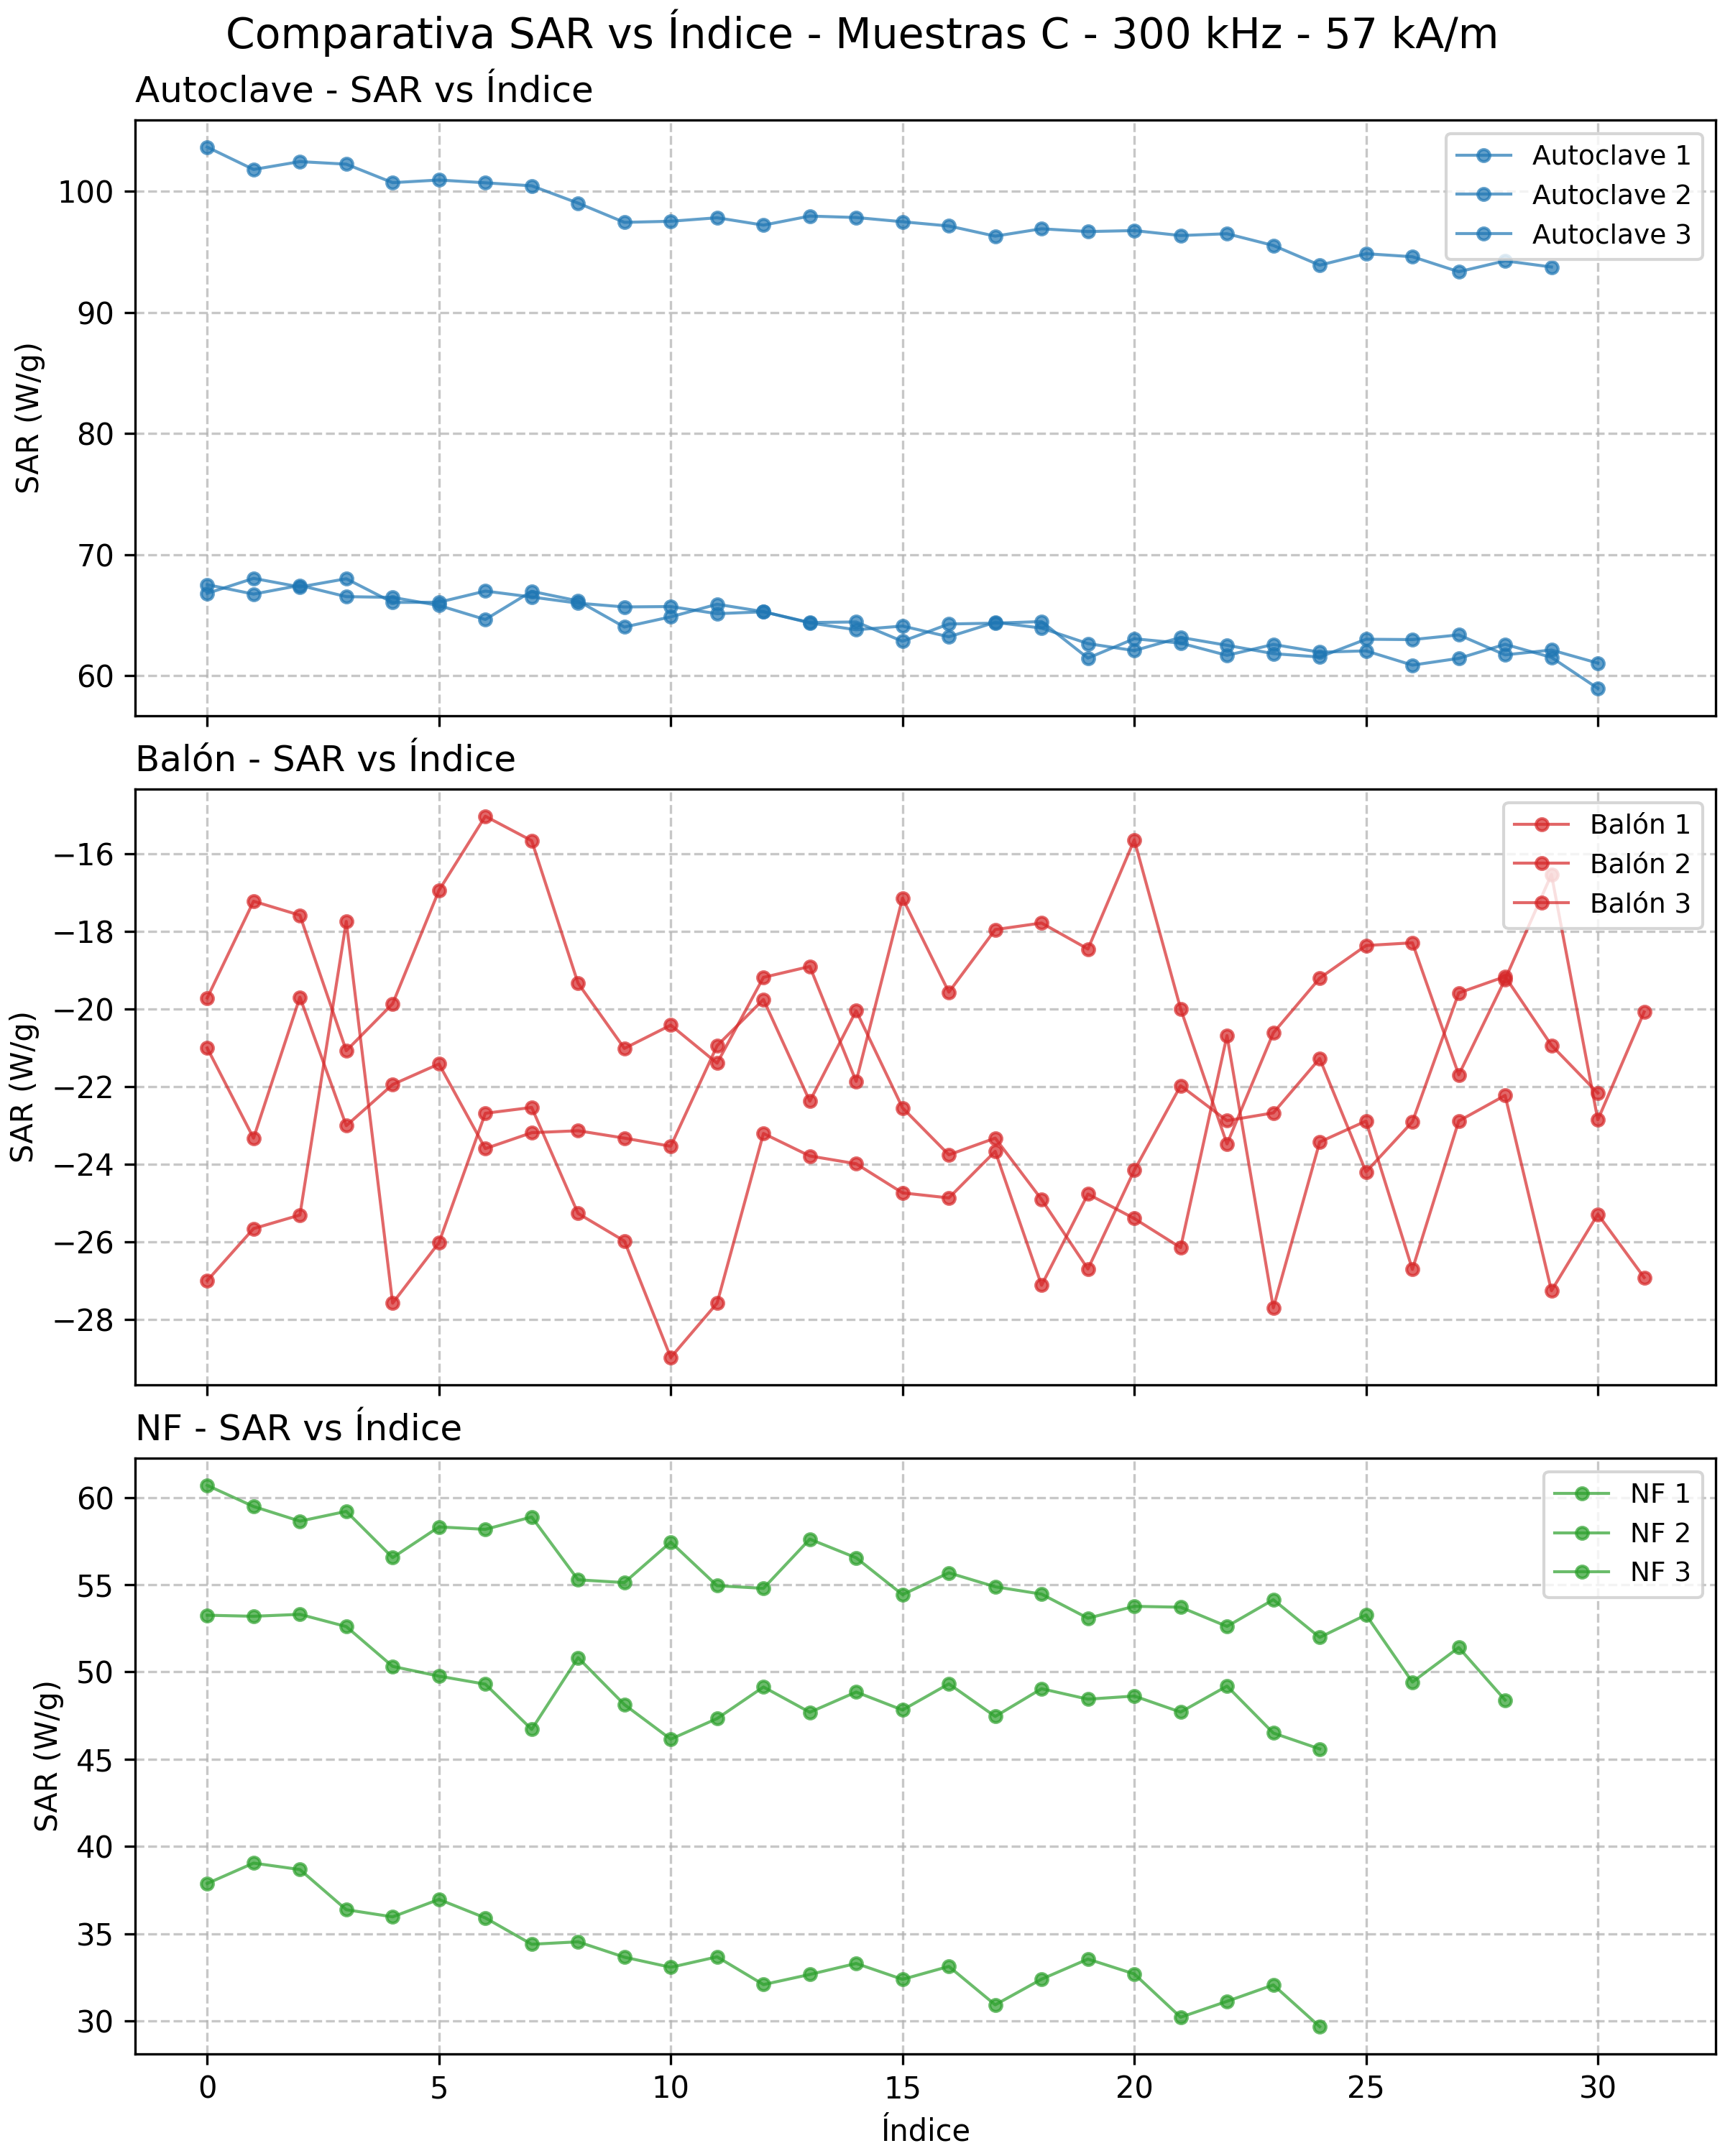 Comparativa SAR vs Índice - Muestras C - 300 kHz - 57 kA/m
Autoclave - SAR vs Índice
Autoclave 1
Autoclave 2
Autoclave 3
100
90
80
70
60
SAR (W/g)
Balón - SAR vs Índice
Balón 1
Balón 2
Balón 3
−16
−18
−20
−22
−24
−26
−28
SAR (W/g)
NF - SAR vs Índice
NF 1
NF 2
NF 3
60
55
50
45
40
35
30
SAR (W/g)
0 5 10 15 20 25 30
Índice